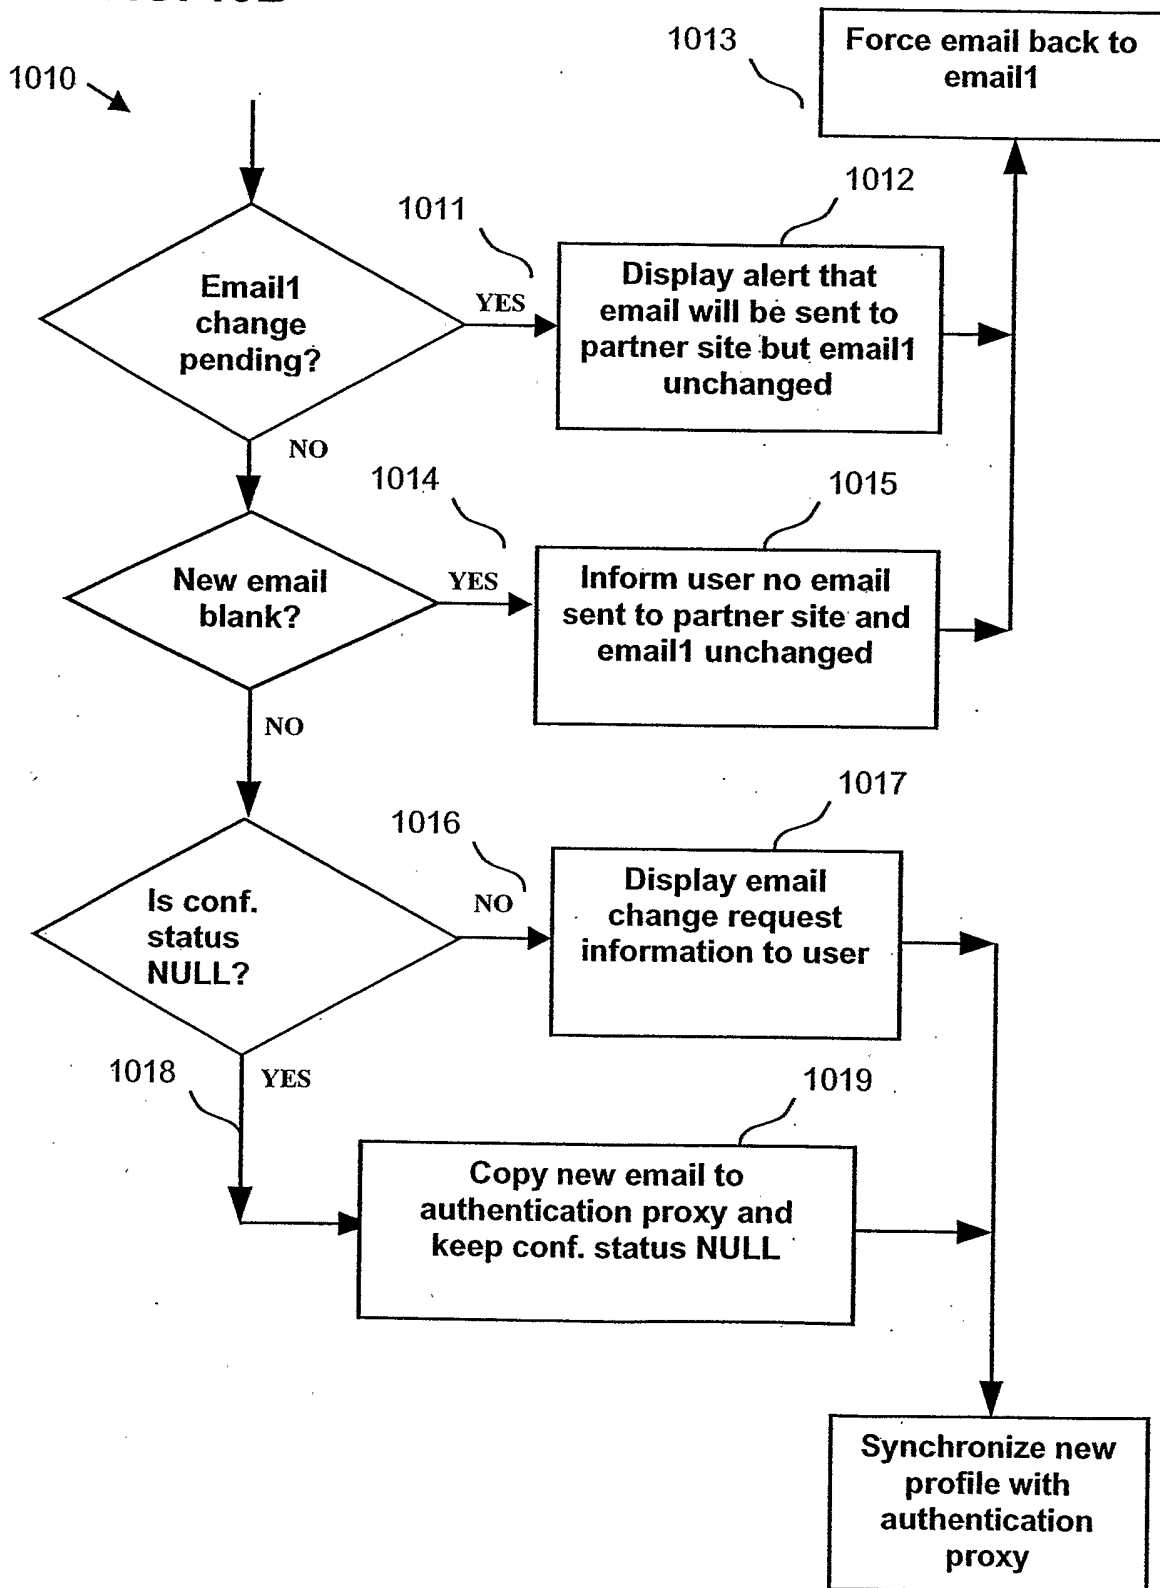 1013
Force email back to
email1
1010
1012
1011
Email1
change
pending?
YES
Display alert that
email will be sent to
partner site but email1
unchanged
NO
1014
1015
New email
blank?
YES
Inform user no email
sent to partner site and
email1 unchanged
NO
1017
1016
Is conf.
status
NULL?
NO
Display email
change request
information to user
1018
YES
1019
Copy new email to
authentication proxy and
keep conf. status NULL
Synchronize new
profile with
authentication
proxy